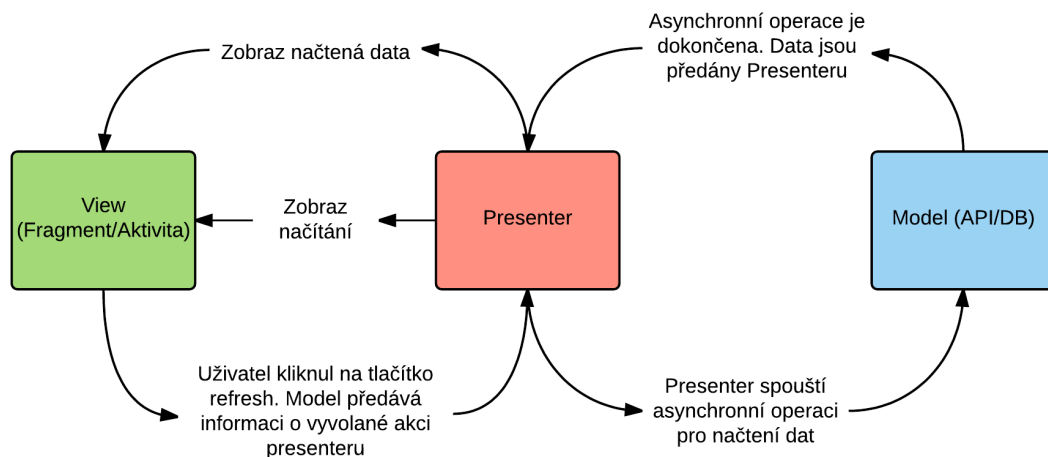 Zobraz načtená data
Asynchronní operace je
dokončena. Data jsou
předány Presenteru
View
(Fragment/Aktivita)
Zobraz
načítání
Presenter
Model (API/DB)
Uživatel kliknul na tlačítko
refresh. Model předává
informaci o vyvolané akci
presenteru
Presenter spouští
asynchronní operaci
pro načtení dat